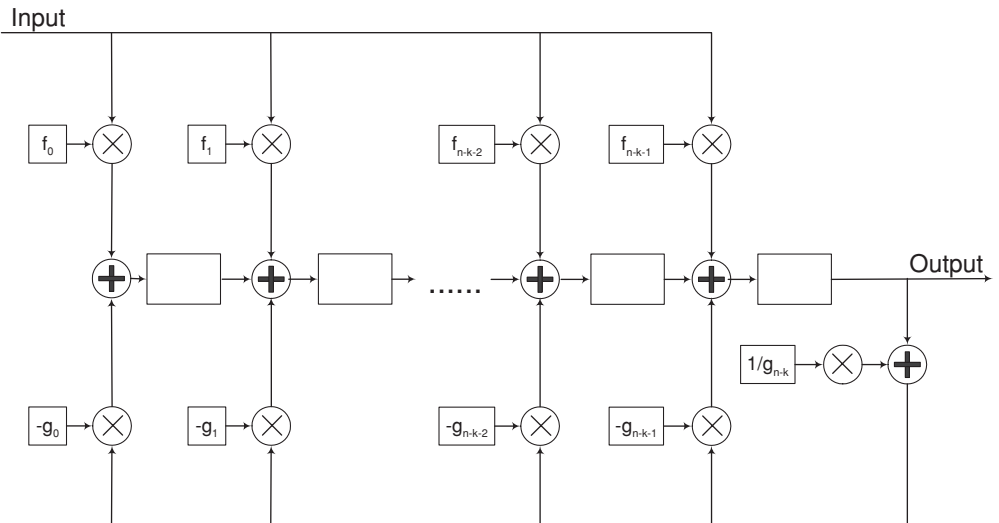 Input
f₀ f₁ fₙ₋ₖ₋₂ fₙ₋ₖ₋₁
...... Output
1/gₙ₋ₖ
-g₀ -g₁ -gₙ₋ₖ₋₂ -gₙ₋ₖ₋₁